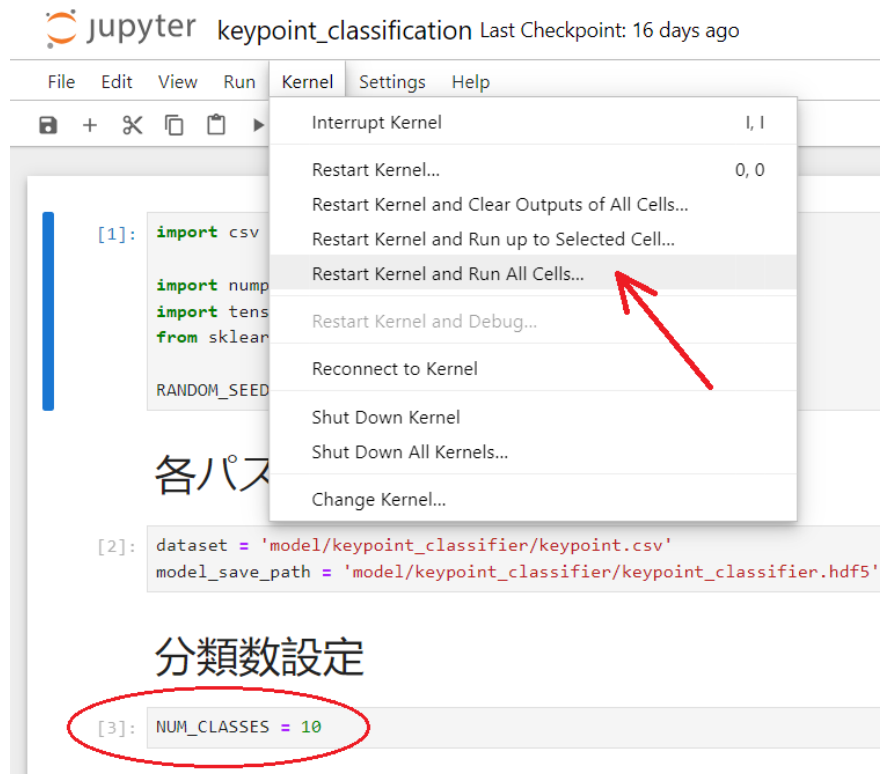 jupyter keypoint_classification Last Checkpoint: 16 days ago
File Edit View Run Kernel Settings Help
Interrupt Kernel I, I
Restart Kernel... 0, 0
Restart Kernel and Clear Outputs of All Cells...
Restart Kernel and Run up to Selected Cell...
Restart Kernel and Run All Cells...
Restart Kernel and Debug...
Reconnect to Kernel
Shut Down Kernel
Shut Down All Kernels...
Change Kernel...
[1]: import csv
import nump
import tens
from sklear
RANDOM_SEED
各パス
[2]: dataset = 'model/keypoint_classifier/keypoint.csv'
model_save_path = 'model/keypoint_classifier/keypoint_classifier.hdf5'
分類数設定
[3]: NUM_CLASSES = 10